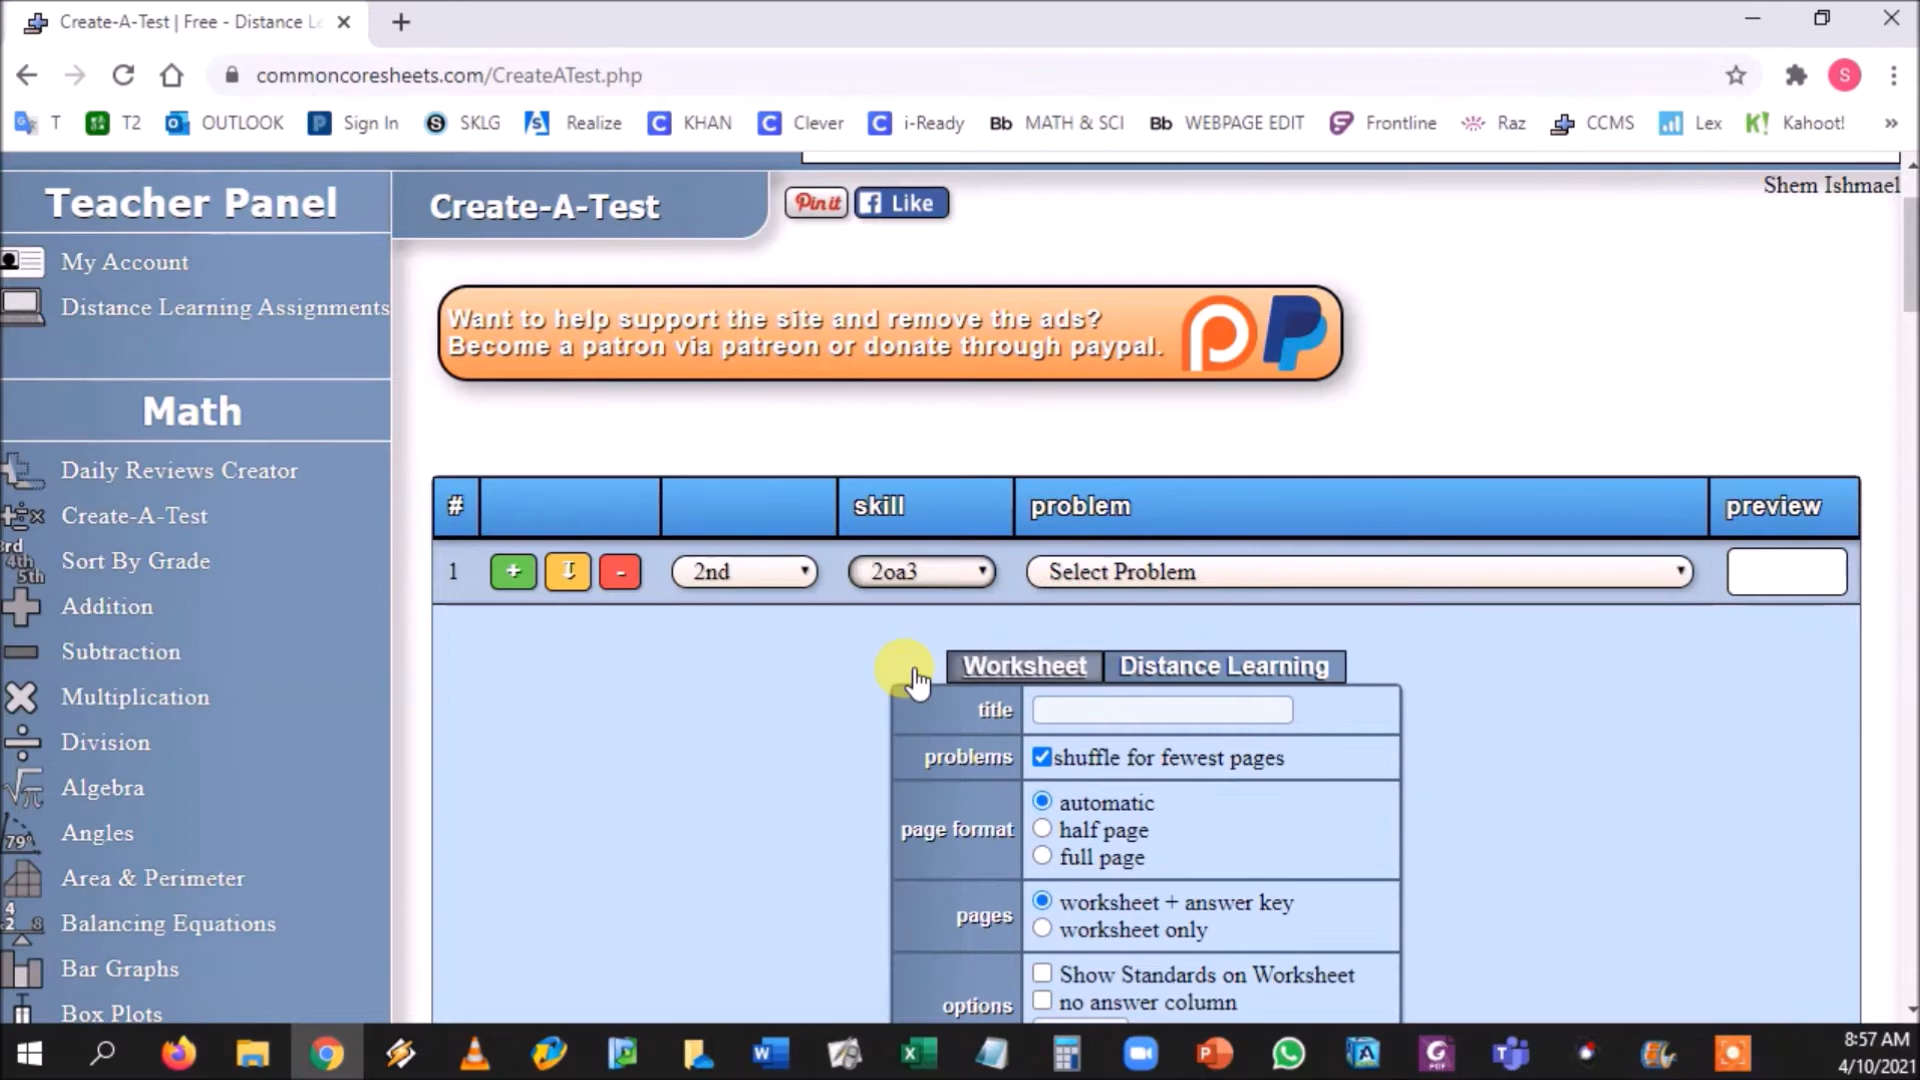 Create-A-Test | Free - Distance Le
commoncoresheets.com/CreateATest.php
S
T
T2
OUTLOOK
Sign In
SKLG
Realize
KHAN
Clever
i-Ready
Bb MATH & SCI
Bb WEBPAGE EDIT
Frontline
Raz
CCMS
Lex
Kahoot!
»
Shem Ishmael
Teacher Panel
My Account
Distance Learning Assignments
Math
Daily Reviews Creator
Create-A-Test
Sort By Grade
Addition
Subtraction
Multiplication
Division
Algebra
Angles
Area & Perimeter
Balancing Equations
Bar Graphs
Box Plots
Create-A-Test
Pin it
Like
Want to help support the site and remove the ads?
Become a patron via patreon or donate through paypal.
# skill problem preview
1 + - 2nd 2oa3 Select Problem
Worksheet Distance Learning
title
problems shuffle for fewest pages
page format
automatic
half page
full page
pages
worksheet + answer key
worksheet only
options
Show Standards on Worksheet
no answer column
8:57 AM
4/10/2021